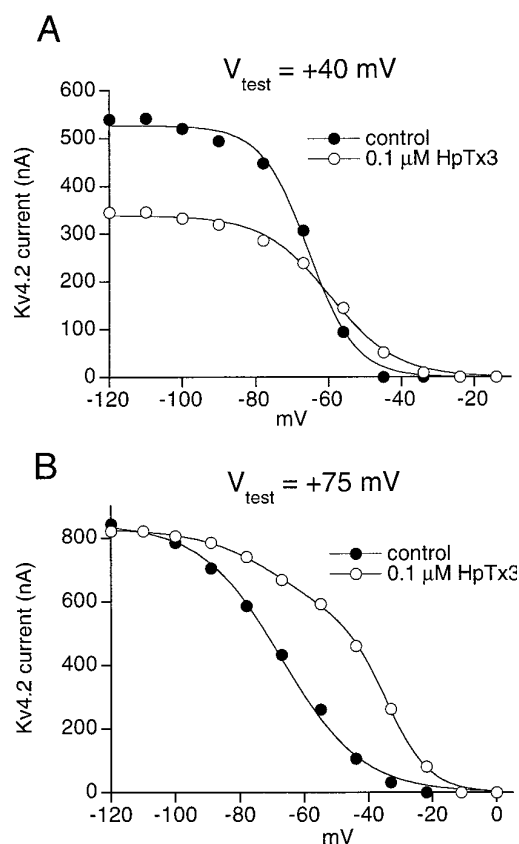 A
V_test = +40 mV
Kv4.2 current (nA)
600
500
400
300
200
100
0
control
0.1 µM HpTx3
-120 -100 -80 -60 -40 -20
mV
B
V_test = +75 mV
Kv4.2 current (nA)
800
600
400
200
0
control
0.1 µM HpTx3
-120 -100 -80 -60 -40 -20 0
mV